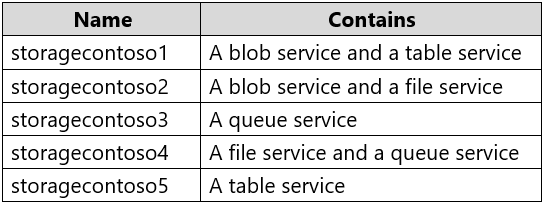 Name Contains
storagecontoso1 A blob service and a table service
storagecontoso2 A blob service and a file service
storagecontoso3 A queue service
storagecontoso4 A file service and a queue service
storagecontoso5 A table service